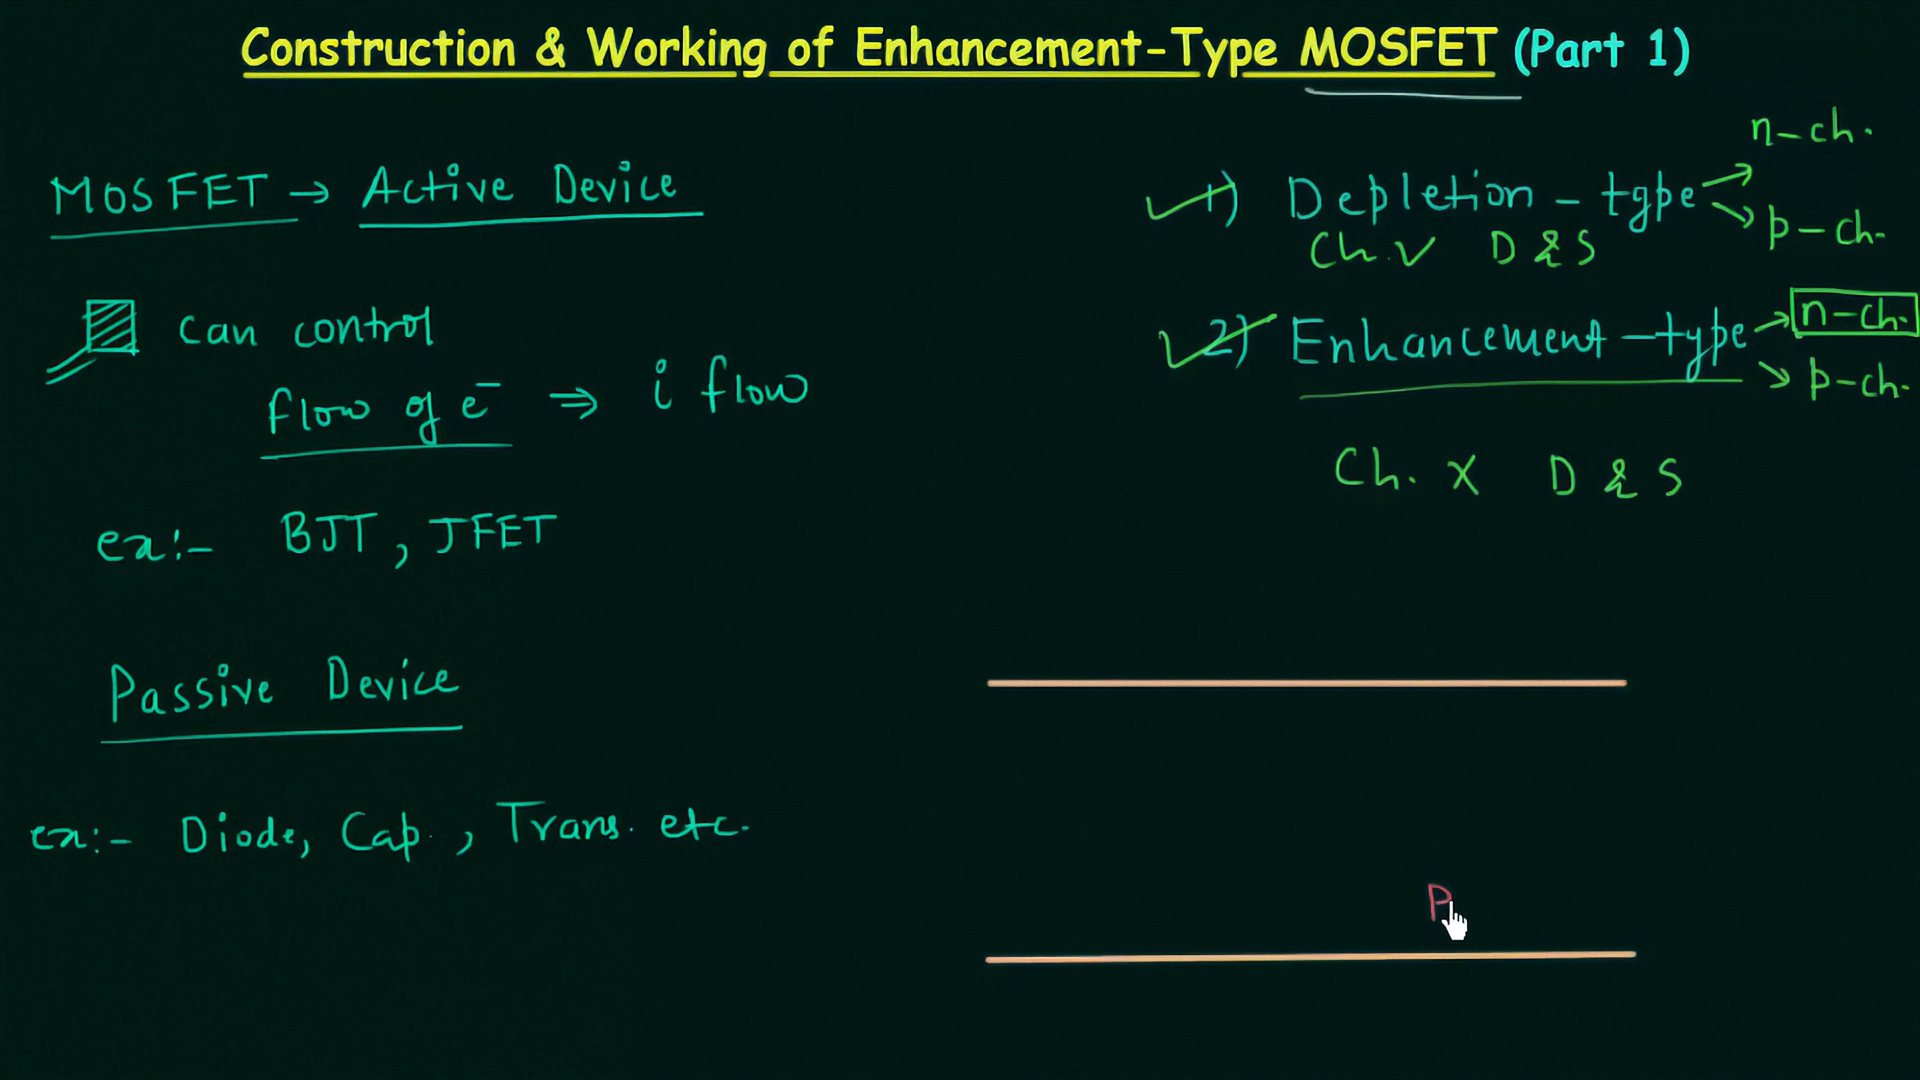 Construction & Working of Enhancement-Type MOSFET (Part 1)
MOSFET → Active Device
can control
flow of e⁻ ⇒ i flow
ex:- BJT, JFET
Passive Device
ex:- Diode, Cap., Trans. etc.
1) Depletion-type
n-ch.
p-ch.
Ch. ✓ D & S
2) Enhancement-type
n-ch.
p-ch.
Ch. X D & S
P